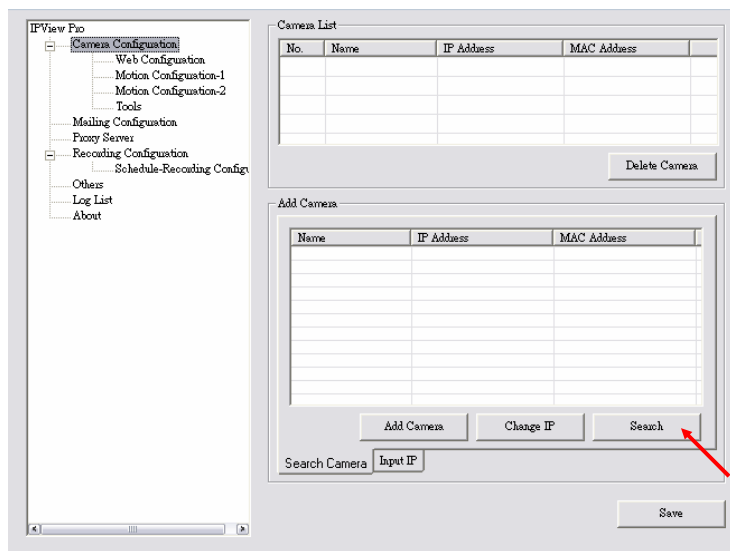 IPView Pro
Camera Configuration
Web Configuration
Motion Configuration-1
Motion Configuration-2
Tools
Mailing Configuration
Proxy Server
Recording Configuration
Schedule-Recording Configu
Others
Log List
About
Camera List
No. Name IP Address MAC Address
Delete Camera
Add Camera
Name IP Address MAC Address
Add Camera Change IP Search
Search Camera Input IP
Save